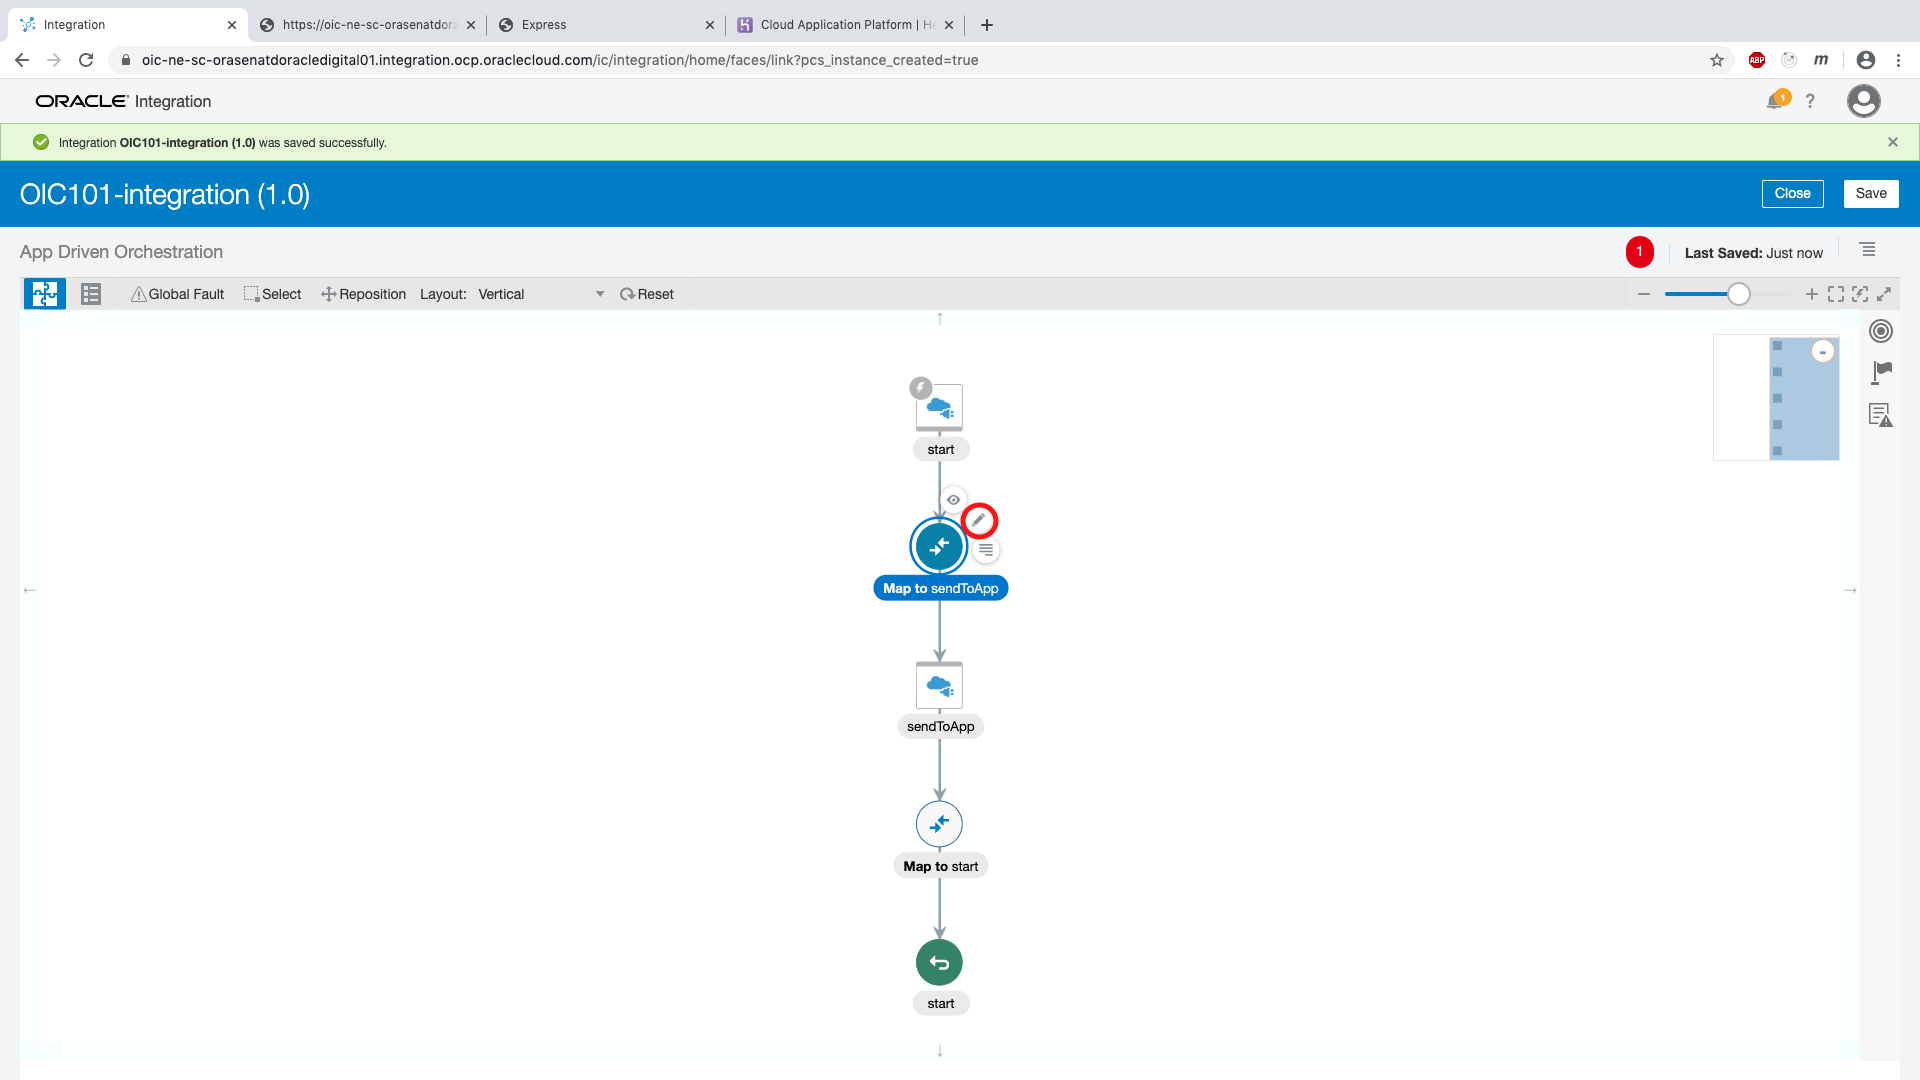 Integration
https://oic-ne-sc-orasenatdora
Express
Cloud Application Platform | He
oic-ne-sc-orasenatdoracledigital01.integration.ocp.oraclecloud.com/ic/integration/home/faces/link?pcs_instance_created=true
ABP
m
ORACLE Integration
1
?
Integration OIC101-integration (1.0) was saved successfully.
OIC101-integration (1.0)
Close
Save
App Driven Orchestration
1
Last Saved: Just now
Global Fault
Select
Reposition
Layout:
Vertical
Reset
start
Map to sendToApp
sendToApp
Map to start
start